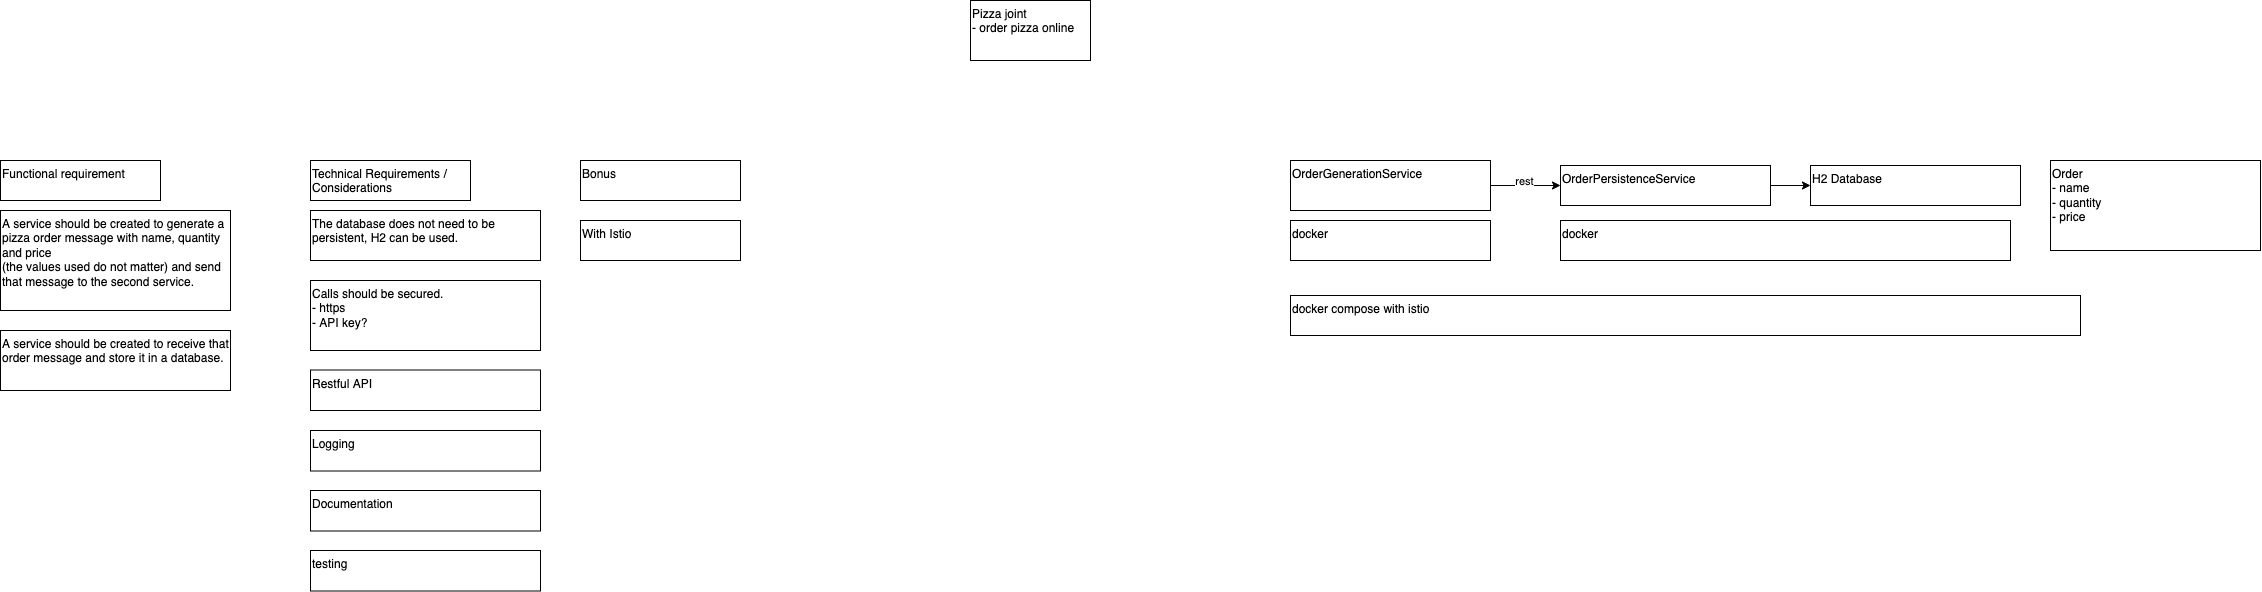 Pizza joint
- order pizza online
Functional requirement
A service should be created to generate a
pizza order message with name, quantity
and price
(the values used do not matter) and send
that message to the second service.
A service should be created to receive that
order message and store it in a database.
Technical Requirements /
Considerations
The database does not need to be
persistent, H2 can be used.
Calls should be secured.
- https
- API key?
Restful API
Logging
Documentation
testing
Bonus
With Istio
OrderGenerationService
rest
OrderPersistenceService
H2 Database
docker
docker
docker compose with istio
Order
- name
- quantity
- price